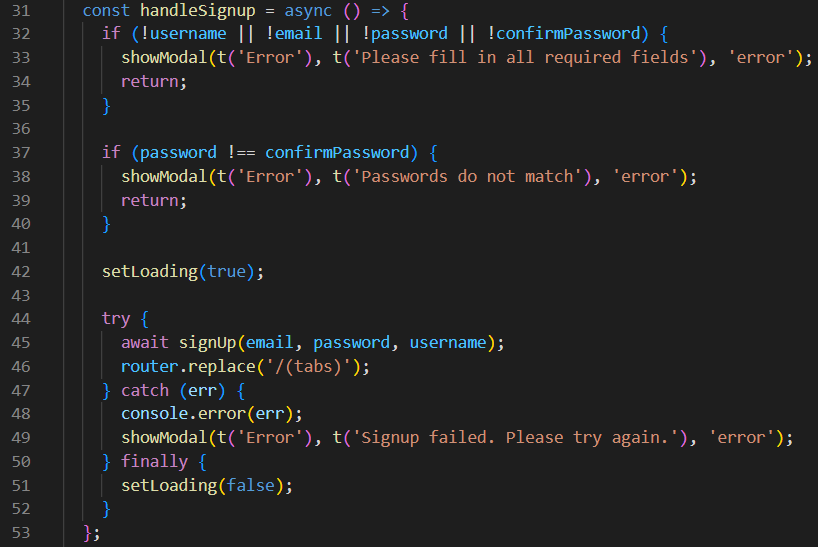 31 const handleSignup = async () => {
32 if (!username || !email || !password || !confirmPassword) {
33 showModal(t('Error'), t('Please fill in all required fields'), 'error');
34 return;
35 }
36
37 if (password !== confirmPassword) {
38 showModal(t('Error'), t('Passwords do not match'), 'error');
39 return;
40 }
41
42 setLoading(true);
43
44 try {
45 await signUp(email, password, username);
46 router.replace('/(tabs)');
47 } catch (err) {
48 console.error(err);
49 showModal(t('Error'), t('Signup failed. Please try again.'), 'error');
50 } finally {
51 setLoading(false);
52 }
53 };